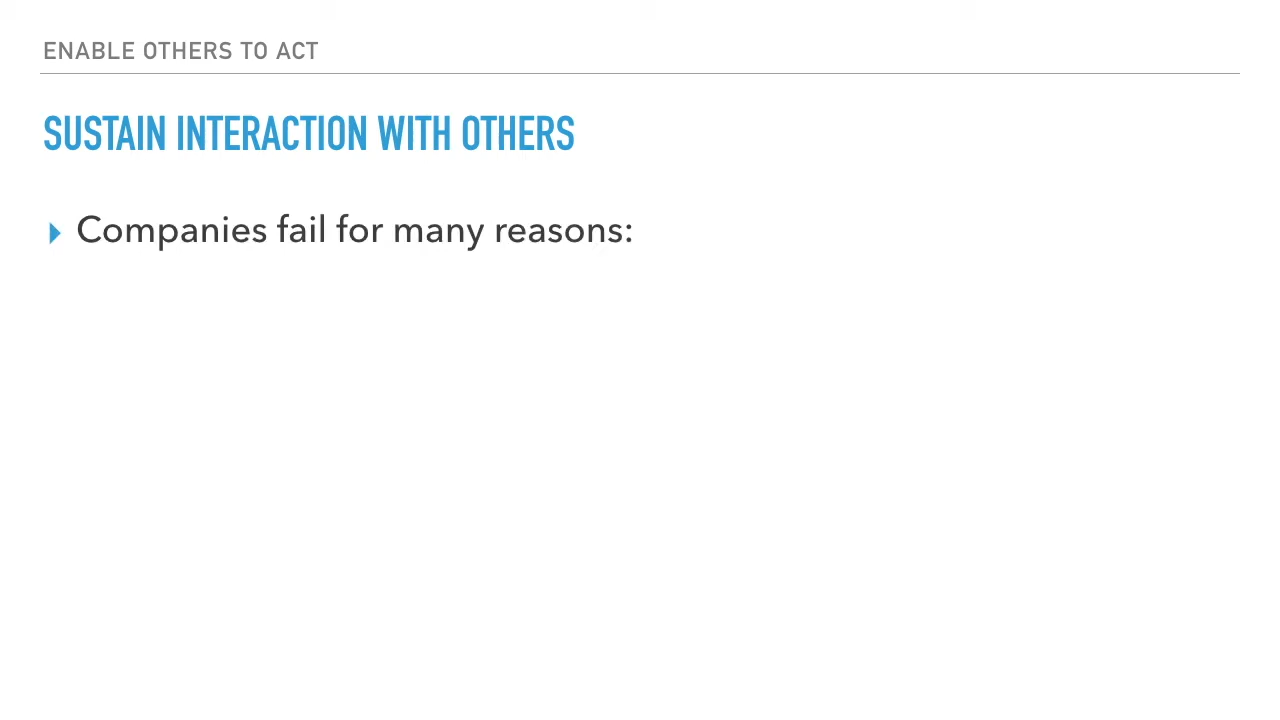 ENABLE OTHERS TO ACT
SUSTAIN INTERACTION WITH OTHERS
Companies fail for many reasons: